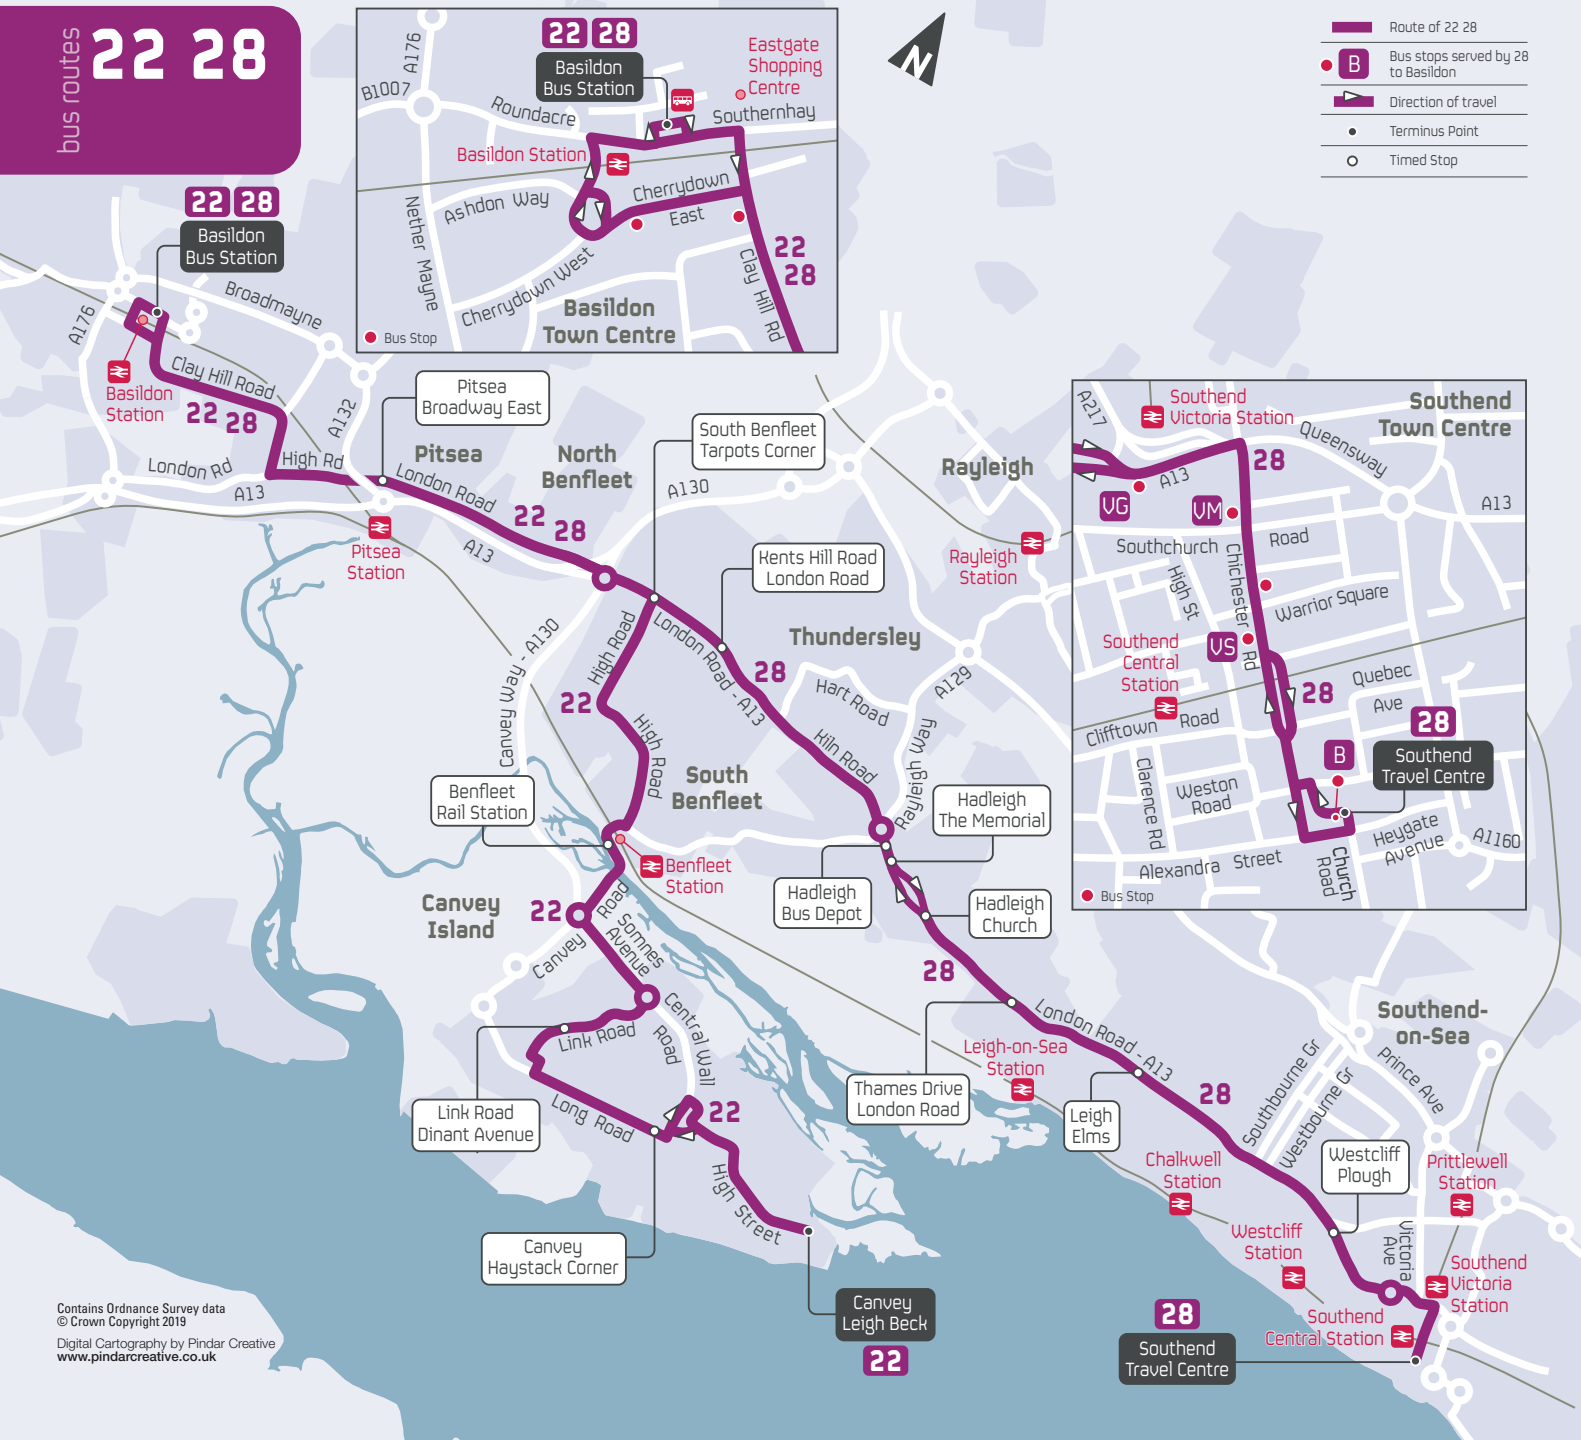 bus routes
22 28
A176
B1007
22 28
Basildon
Bus Station
Eastgate
Shopping
Centre
Roundacre
Southernhay
Basildon Station
Ashdon Way
Cherrydown
East
Nether Mayne
Cherrydown West
Clay Hill Rd
22
28
Basildon
Town Centre
Bus Stop
N
Route of 22 28
B
Bus stops served by 28
to Basildon
Direction of travel
Terminus Point
Timed Stop
22 28
Basildon
Bus Station
Broadmayne
A176
Basildon
Station
Clay Hill Road
22 28
A132
London Rd
High Rd
A13
Pitsea
Broadway East
Pitsea
London Road
Pitsea
Station
A13
22
28
North
Benfleet
South Benfleet
Tarpots Corner
A130
Rayleigh
Rayleigh
Station
Kents Hill Road
London Road
Thundersley
Canvey Way - A130
High Road
22
High Road
London Road - A13
28
Hart Road
A129
Kiln Road
Rayleigh Way
South
Benfleet
Benfleet
Rail Station
Benfleet
Station
Hadleigh
The Memorial
Hadleigh
Bus Depot
Hadleigh
Church
Canvey
Island
22
Canvey
Road
Somnes
Avenue
28
Central Wall
Road
Link Road
Link Road
Dinant Avenue
Long Road
22
High Street
Canvey
Haystack Corner
Canvey
Leigh Beck
22
Thames Drive
London Road
Leigh-on-Sea
Station
London Road - A13
Leigh
Elms
28
Southbourne Gr
Westbourne Gr
Southend-
on-Sea
Prince Ave
Westcliff
Plough
Prittlewell
Station
Chalkwell
Station
Westcliff
Station
Victoria
Ave
Southend
Victoria
Station
Southend
Central Station
28
Southend
Travel Centre
A217
Southend
Victoria Station
Southend
Town Centre
Queensway
28
A13
VG
VM
A13
Southchurch
Road
High St
Chichester
Rd
Warrior Square
Southend
Central
Station
VS
28
Quebec
Ave
Clifftown
Road
28
Southend
Travel Centre
B
Clarence Rd
Weston
Road
Heygate
Avenue
A1160
Alexandra
Street
Church
Road
Bus Stop
Contains Ordnance Survey data
© Crown Copyright 2019
Digital Cartography by Pindar Creative
www.pindarcreative.co.uk